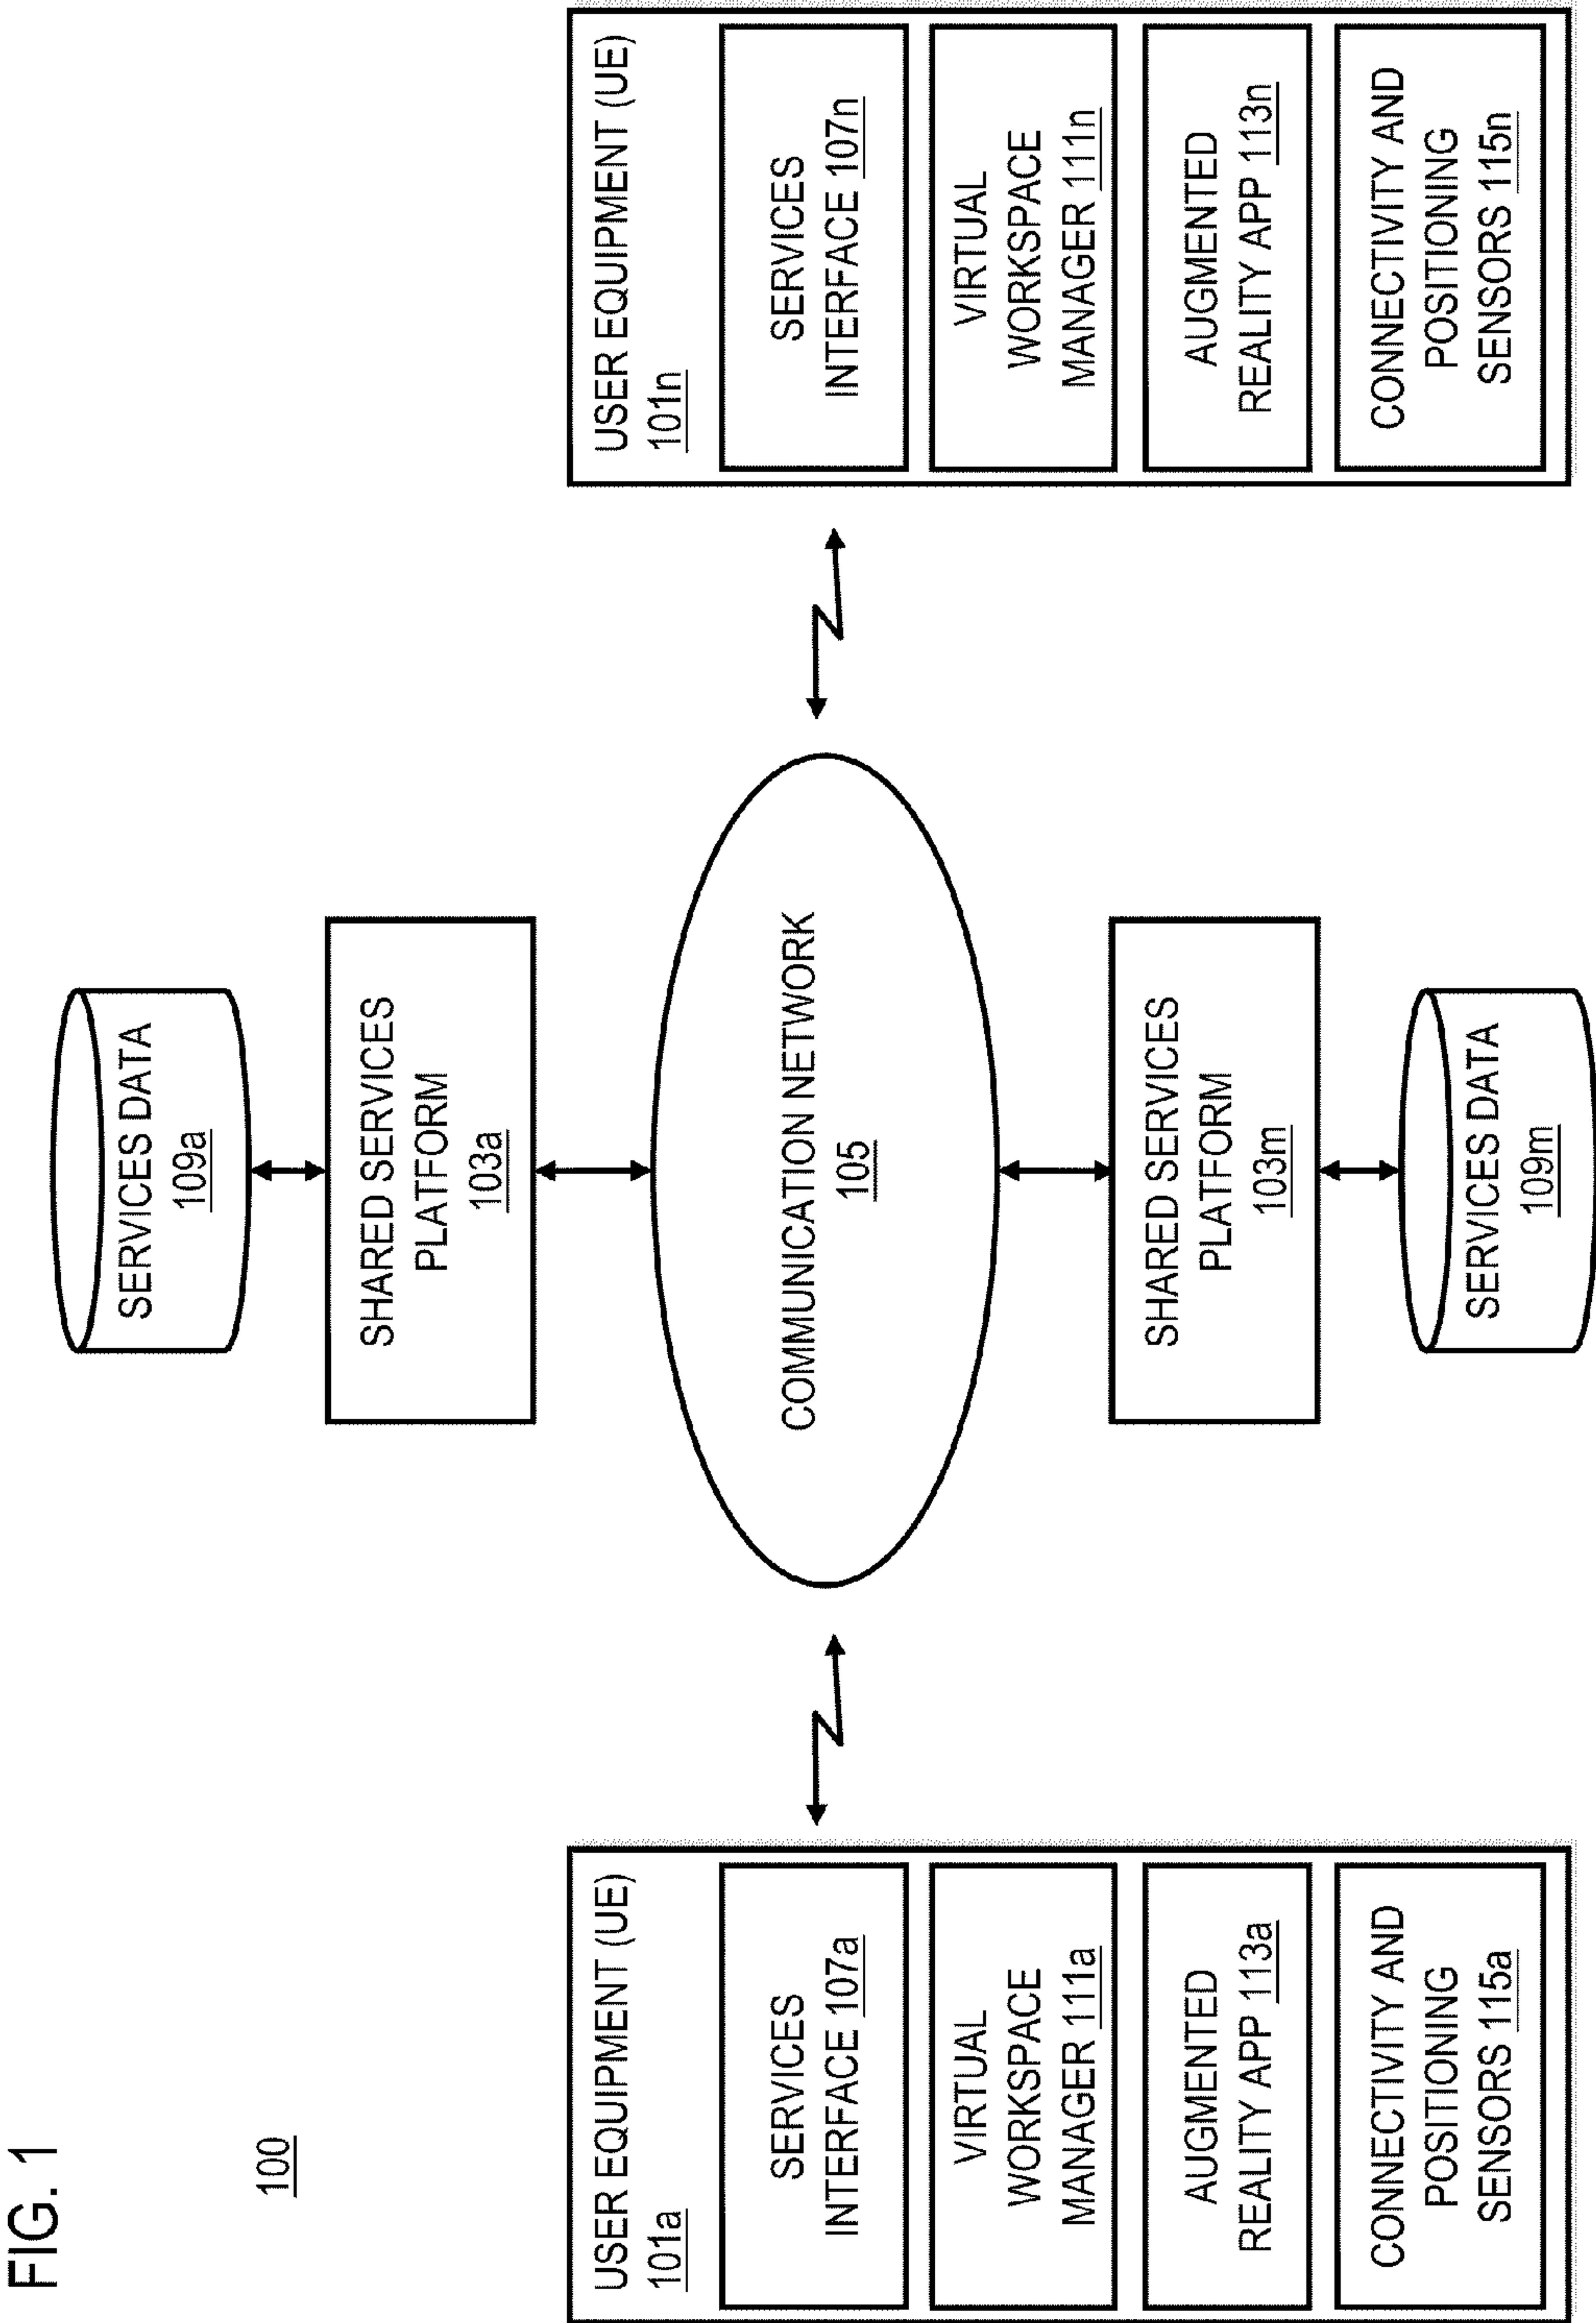 FIG. 1
100
SERVICES DATA
109a
SHARED SERVICES
PLATFORM
103a
USER EQUIPMENT (UE)
101a
SERVICES
INTERFACE 107a
VIRTUAL
WORKSPACE
MANAGER 111a
AUGMENTED
REALITY APP 113a
CONNECTIVITY AND
POSITIONING
SENSORS 115a
COMMUNICATION NETWORK
105
USER EQUIPMENT (UE)
101n
SERVICES
INTERFACE 107n
VIRTUAL
WORKSPACE
MANAGER 111n
AUGMENTED
REALITY APP 113n
CONNECTIVITY AND
POSITIONING
SENSORS 115n
SHARED SERVICES
PLATFORM
103m
SERVICES DATA
109m